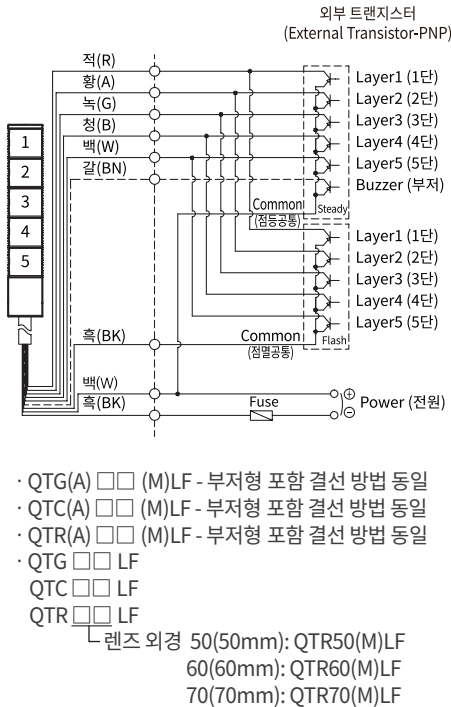 외부 트랜지스터
(External Transistor-PNP)
적(R)
황(A)
녹(G)
청(B)
백(W)
갈(BN)
1
2
3
4
5
Layer1 (1단)
Layer2 (2단)
Layer3 (3단)
Layer4 (4단)
Layer5 (5단)
Buzzer (부저)
Common
(점등공통)
Steady
Layer1 (1단)
Layer2 (2단)
Layer3 (3단)
Layer4 (4단)
Layer5 (5단)
흑(BK)
Common
(점멸공통)
Flash
백(W)
흑(BK)
Fuse
⊕
⊖
Power (전원)
· QTG(A) □□ (M)LF - 부저형 포함 결선 방법 동일
· QTC(A) □□ (M)LF - 부저형 포함 결선 방법 동일
· QTR(A) □□ (M)LF - 부저형 포함 결선 방법 동일
· QTG □□ LF
QTC □□ LF
QTR □□ LF
렌즈 외경 50(50mm): QTR50(M)LF
60(60mm): QTR60(M)LF
70(70mm): QTR70(M)LF